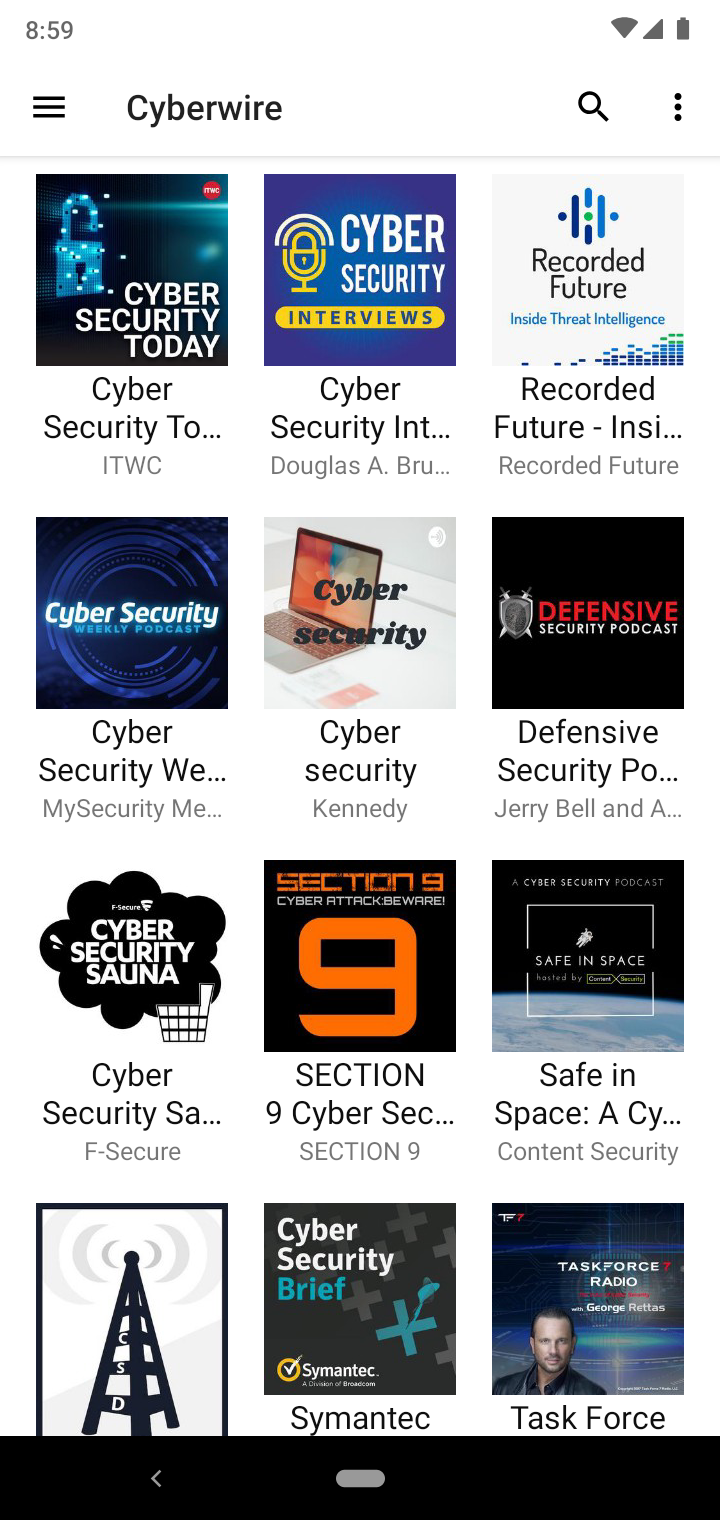 8:59
Cyberwire
ITWC
CYBER
SECURITY
TODAY
Cyber
Security To…
ITWC
CYBER
SECURITY
INTERVIEWS
Cyber
Security Int…
Douglas A. Bru…
Recorded
Future
Inside Threat Intelligence
Recorded
Future - Insi…
Recorded Future
Cyber Security
WEEKLY PODCAST
Cyber
Security We…
MySecurity Me…
Cyber
security
Cyber
security
Kennedy
DEFENSIVE
SECURITY PODCAST
Defensive
Security Po…
Jerry Bell and A…
F-Secure
CYBER
SECURITY
SAUNA
Cyber
Security Sa…
F-Secure
SECTION 9
CYBER ATTACK:BEWARE!
9
SECTION
9 Cyber Sec…
SECTION 9
A CYBER SECURITY PODCAST
SAFE IN SPACE
hosted by Content Security
Safe in
Space: A Cy…
Content Security
C
S
D
Cyber
Security
Brief
Symantec.
A Division of Broadcom
Symantec
TF7
TASKFORCE 7
RADIO
with George Rettas
Task Force